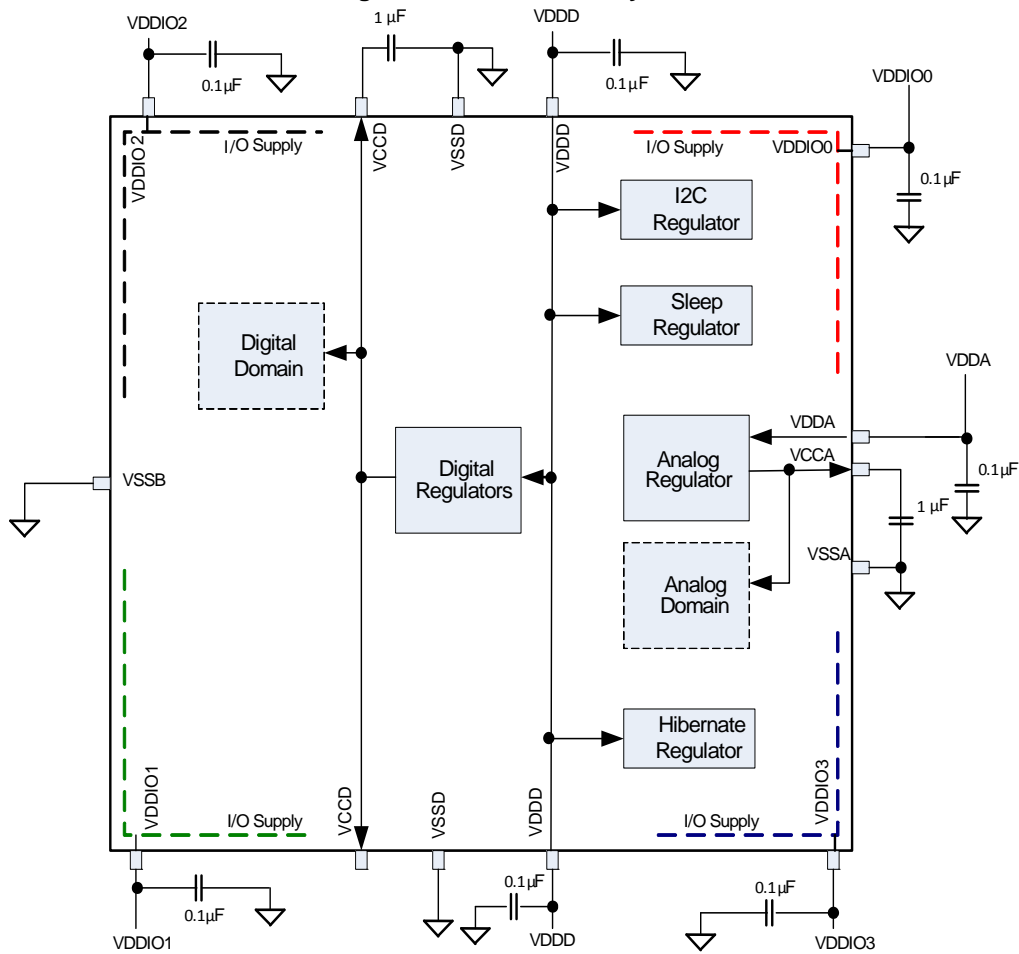 VDDIO2
0.1µF
1 µF
VDDD
0.1µF
VDDIO0
0.1µF
VDDIO2
I/O Supply
VCCD
VSSD
VDDD
I/O Supply
VDDIO0
I2C
Regulator
Sleep
Regulator
Digital
Domain
VDDA
VDDA
VCCA
0.1µF
1 µF
Digital
Regulators
Analog
Regulator
VSSB
VSSA
Analog
Domain
Hibernate
Regulator
VDDIO1
I/O Supply
VCCD
VSSD
VDDD
I/O Supply
VDDIO3
0.1µF
VDDIO1
0.1µF
VDDD
0.1µF
VDDIO3